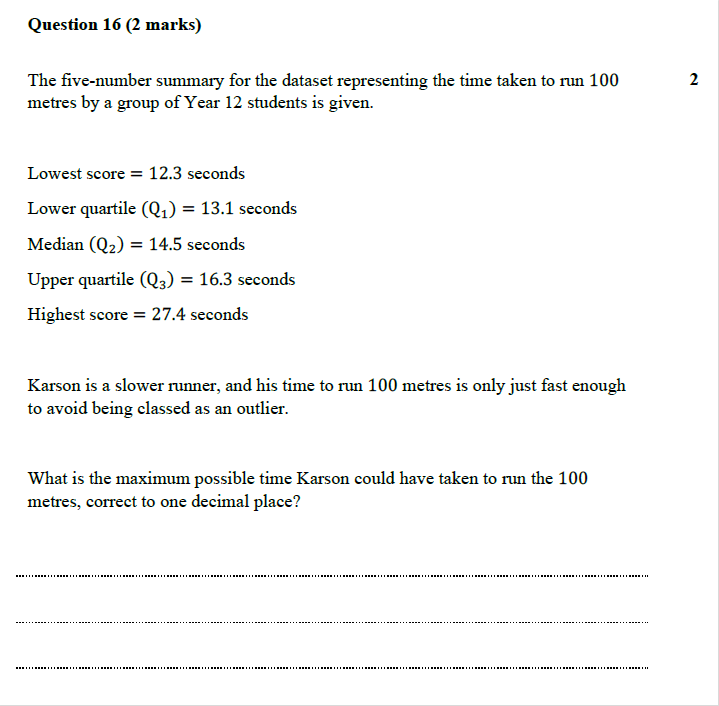 Question 16 (2 marks)
The five-number summary for the dataset representing the time taken to run 100 2
metres by a group of Year 12 students is given.
Lowest score = 12.3 seconds
Lower quartile (Q₁) = 13.1 seconds
Median (Q₂) = 14.5 seconds
Upper quartile (Q₃) = 16.3 seconds
Highest score = 27.4 seconds
Karson is a slower runner, and his time to run 100 metres is only just fast enough
to avoid being classed as an outlier.
What is the maximum possible time Karson could have taken to run the 100
metres, correct to one decimal place?